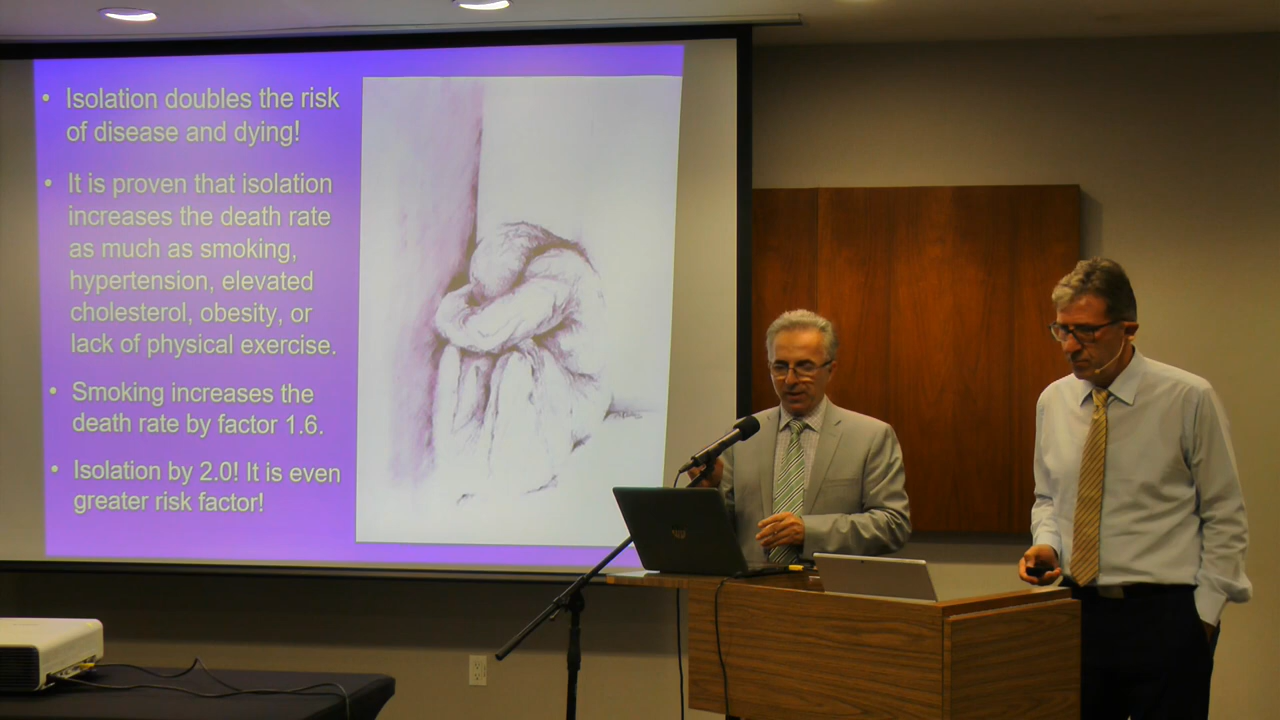 • Isolation doubles the risk
of disease and dying!
• It is proven that isolation
increases the death rate
as much as smoking,
hypertension, elevated
cholesterol, obesity, or
lack of physical exercise.
• Smoking increases the
death rate by factor 1.6.
• Isolation by 2.0! It is even
greater risk factor!